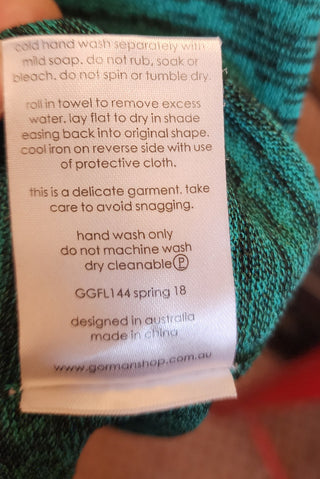 cold hand wash separately with
mild soap. do not rub, soak or
bleach. do not spin or tumble dry.
roll in towel to remove excess
water. lay flat to dry in shade
easing back into original shape.
cool iron on reverse side with use
of protective cloth.
this is a delicate garment. take
care to avoid snagging.
hand wash only
do not machine wash
dry cleanable Ⓟ
GGFL144 spring 18
designed in australia
made in china
www.gormanshop.com.au